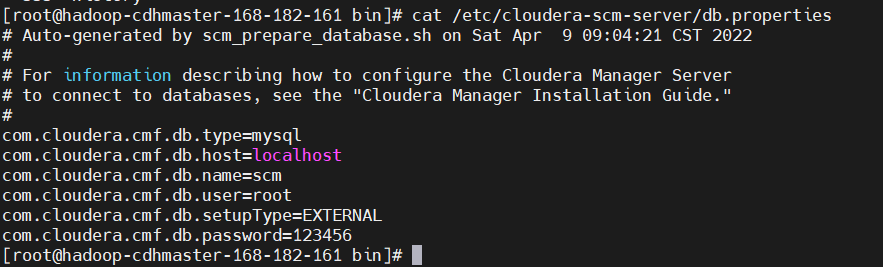 [root@hadoop-cdhmaster-168-182-161 bin]# cat /etc/cloudera-scm-server/db.properties
# Auto-generated by scm_prepare_database.sh on Sat Apr  9 09:04:21 CST 2022
#
# For information describing how to configure the Cloudera Manager Server
# to connect to databases, see the "Cloudera Manager Installation Guide."
#
com.cloudera.cmf.db.type=mysql
com.cloudera.cmf.db.host=localhost
com.cloudera.cmf.db.name=scm
com.cloudera.cmf.db.user=root
com.cloudera.cmf.db.setupType=EXTERNAL
com.cloudera.cmf.db.password=123456
[root@hadoop-cdhmaster-168-182-161 bin]#